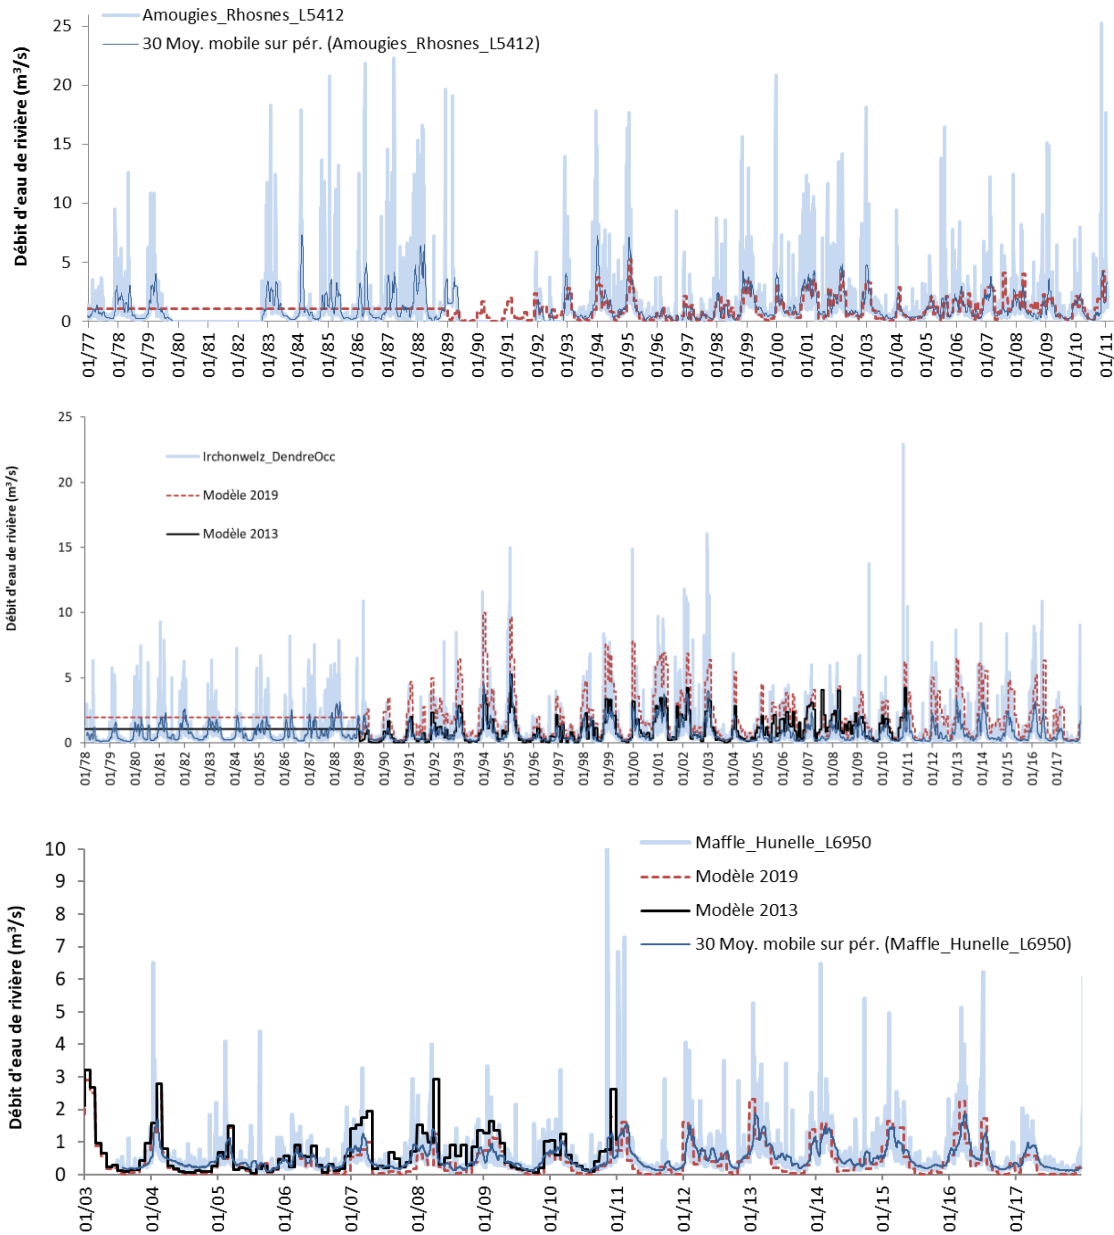 Amougies_Rhosnes_L5412
30 Moy. mobile sur pér. (Amougies_Rhosnes_L5412)
Débit d'eau de rivière (m³/s)
25
20
15
10
5
0
01/77 01/78 01/79 01/80 01/81 01/82 01/83 01/84 01/85 01/86 01/87 01/88 01/89 01/90 01/91 01/92 01/93 01/94 01/95 01/96 01/97 01/98 01/99 01/00 01/01 01/02 01/03 01/04 01/05 01/06 01/07 01/08 01/09 01/10 01/11
Débit d'eau de rivière (m³/s)
25
20
15
10
5
0
Irchonwelz_DendreOcc
Modèle 2019
Modèle 2013
01/78 01/79 01/80 01/81 01/82 01/83 01/84 01/85 01/86 01/87 01/88 01/89 01/90 01/91 01/92 01/93 01/94 01/95 01/96 01/97 01/98 01/99 01/00 01/01 01/02 01/03 01/04 01/05 01/06 01/07 01/08 01/09 01/10 01/11 01/12 01/13 01/14 01/15 01/16 01/17
Débit d'eau de rivière (m³/s)
10
9
8
7
6
5
4
3
2
1
0
Maffle_Hunelle_L6950
Modèle 2019
Modèle 2013
30 Moy. mobile sur pér. (Maffle_Hunelle_L6950)
01/03 01/04 01/05 01/06 01/07 01/08 01/09 01/10 01/11 01/12 01/13 01/14 01/15 01/16 01/17